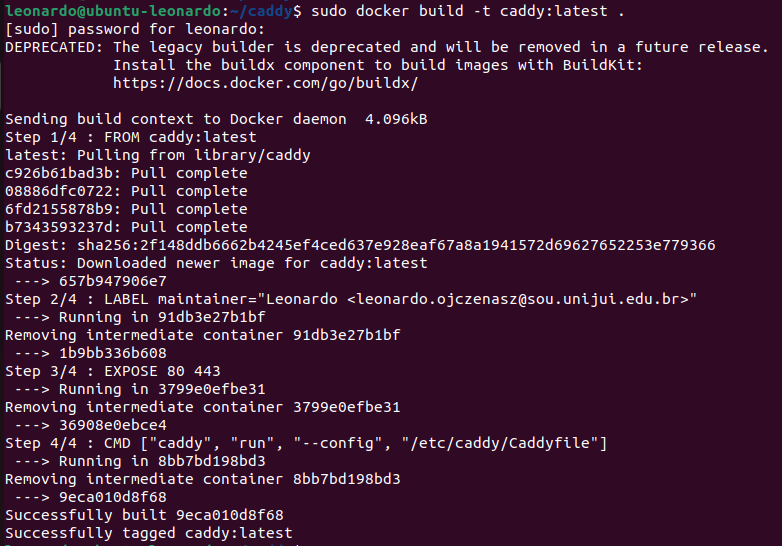 leonardo@ubuntu-leonardo:~/caddy$ sudo docker build -t caddy:latest .
[sudo] password for leonardo:
DEPRECATED: The legacy builder is deprecated and will be removed in a future release.
            Install the buildx component to build images with BuildKit:
            https://docs.docker.com/go/buildx/

Sending build context to Docker daemon  4.096kB
Step 1/4 : FROM caddy:latest
latest: Pulling from library/caddy
c926b61bad3b: Pull complete
08886dfc0722: Pull complete
6fd2155878b9: Pull complete
b7343593237d: Pull complete
Digest: sha256:2f148ddb6662b4245ef4ced637e928eaf67a8a1941572d69627652253e779366
Status: Downloaded newer image for caddy:latest
 ---> 657b947906e7
Step 2/4 : LABEL maintainer="Leonardo <leonardo.ojczenasz@sou.unijui.edu.br>"
 ---> Running in 91db3e27b1bf
Removing intermediate container 91db3e27b1bf
 ---> 1b9bb336b608
Step 3/4 : EXPOSE 80 443
 ---> Running in 3799e0efbe31
Removing intermediate container 3799e0efbe31
 ---> 36908e0ebce4
Step 4/4 : CMD ["caddy", "run", "--config", "/etc/caddy/Caddyfile"]
 ---> Running in 8bb7bd198bd3
Removing intermediate container 8bb7bd198bd3
 ---> 9eca010d8f68
Successfully built 9eca010d8f68
Successfully tagged caddy:latest